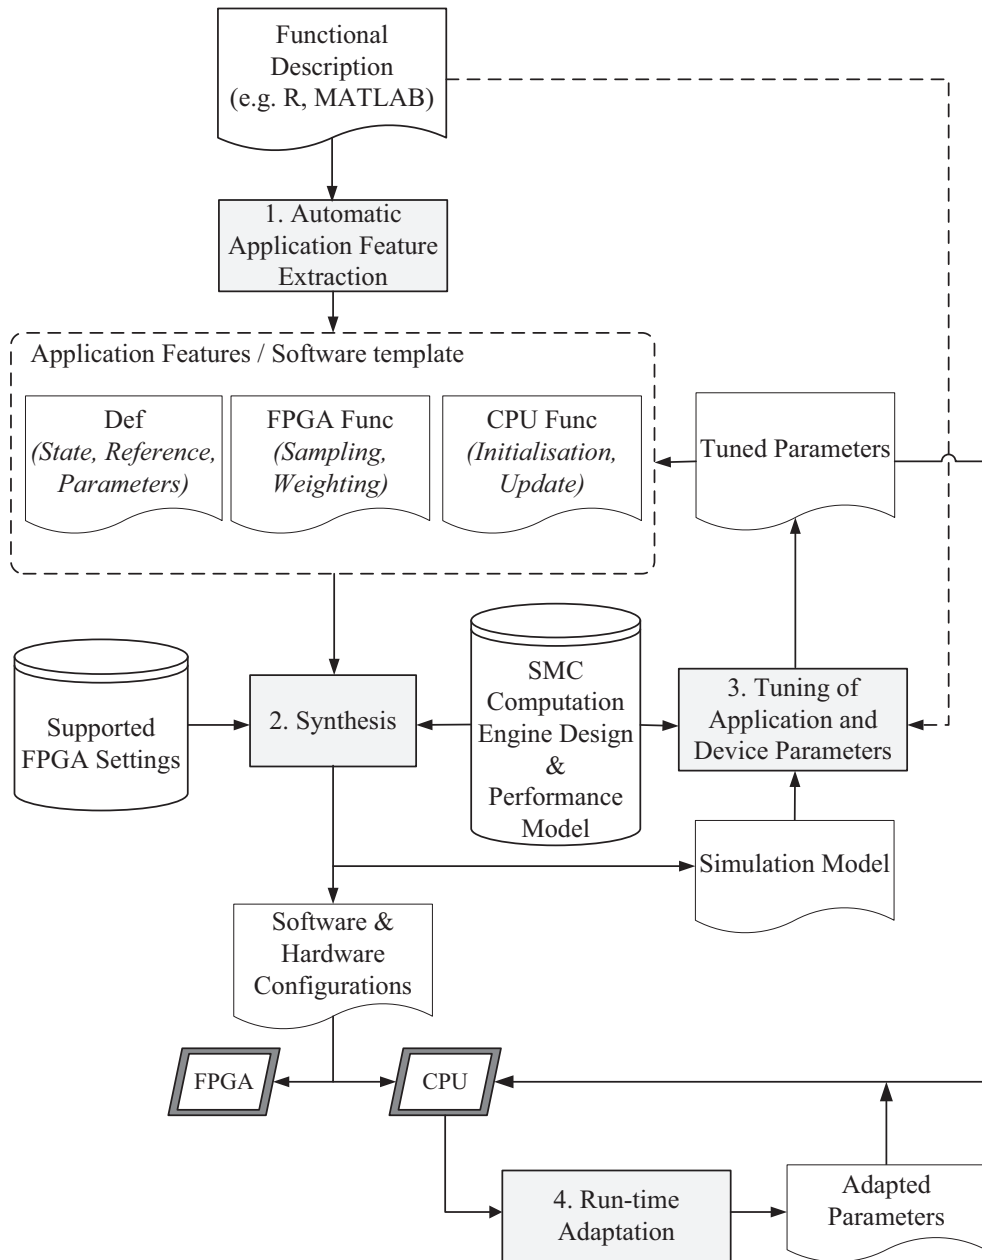 Functional
Description
(e.g. R, MATLAB)
1. Automatic
Application Feature
Extraction
Application Features / Software template
Def
(State, Reference,
Parameters)
FPGA Func
(Sampling,
Weighting)
CPU Func
(Initialisation,
Update)
Tuned Parameters
Supported
FPGA Settings
2. Synthesis
SMC
Computation
Engine Design
&
Performance
Model
3. Tuning of
Application and
Device Parameters
Simulation Model
Software &
Hardware
Configurations
FPGA
CPU
4. Run-time
Adaptation
Adapted
Parameters